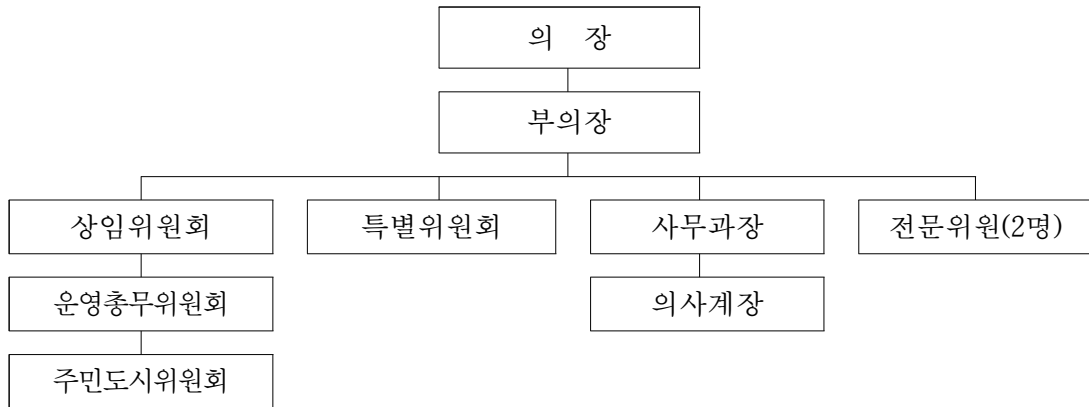 의 장
부의장
상임위원회 특별위원회 사무과장 전문위원(2명)
운영총무위원회 의사계장
주민도시위원회